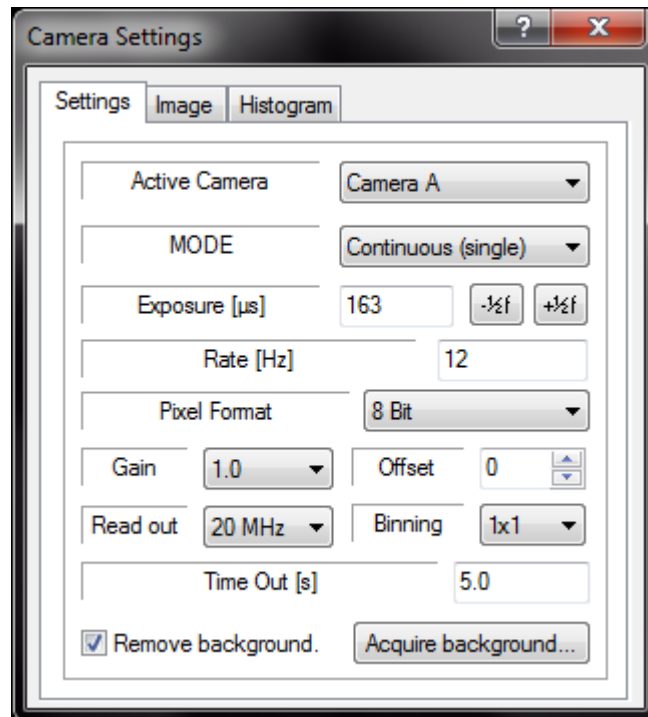 Camera Settings ? X
Settings Image Histogram
Active Camera Camera A
MODE Continuous (single)
Exposure [µs] 163 -½f +½f
Rate [Hz] 12
Pixel Format 8 Bit
Gain 1.0 Offset 0
Read out 20 MHz Binning 1x1
Time Out [s] 5.0
Remove background. Acquire background...